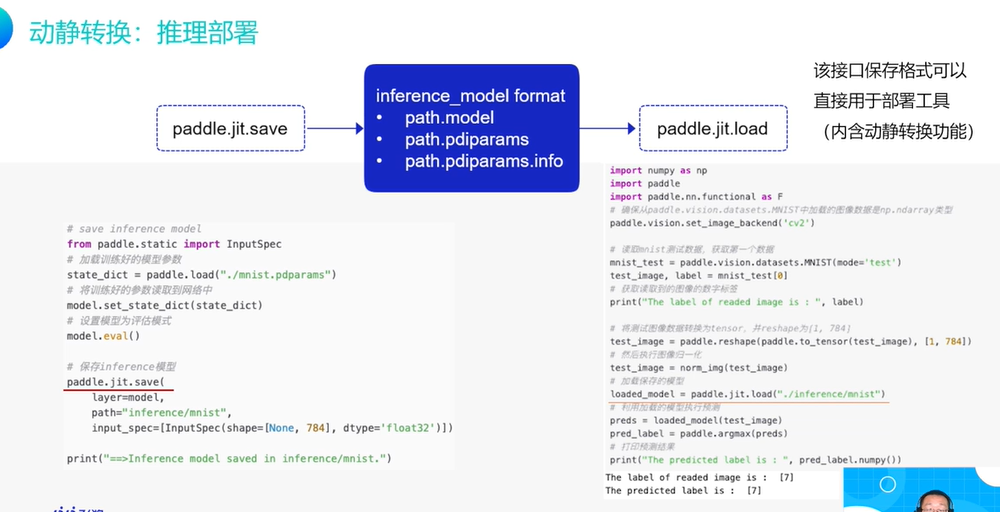 动静转换：推理部署
paddle.jit.save
inference_model format
• path.model
• path.pdiparams
• path.pdiparams.info
paddle.jit.load
该接口保存格式可以
直接用于部署工具
（内含动静转换功能）
# save inference model
from paddle.static import InputSpec
# 加载训练好的模型参数
state_dict = paddle.load("./mnist.pdparams")
# 将训练好的参数读取到网络中
model.set_state_dict(state_dict)
# 设置模型为评估模式
model.eval()
# 保存inference模型
paddle.jit.save(
layer=model,
path="inference/mnist",
input_spec=[InputSpec(shape=[None, 784], dtype='float32')])
print("==>Inference model saved in inference/mnist.")
import numpy as np
import paddle
import paddle.nn.functional as F
# 确保从paddle.vision.datasets.MNIST中加载的图像数据是np.ndarray类型
paddle.vision.set_image_backend('cv2')
# 读取mnist测试数据，获取第一个数据
mnist_test = paddle.vision.datasets.MNIST(mode='test')
test_image, label = mnist_test[0]
# 获取读取到的图像的数字标签
print("The label of readed image is : ", label)
# 将测试图像数据转换为tensor，并reshape为[1, 784]
test_image = paddle.reshape(paddle.to_tensor(test_image), [1, 784])
# 然后执行图像归一化
test_image = norm_img(test_image)
# 加载保存的模型
loaded_model = paddle.jit.load("./inference/mnist")
# 利用加载的模型执行预测
preds = loaded_model(test_image)
pred_label = paddle.argmax(preds)
# 打印预测结果
print("The predicted label is : ", pred_label.numpy())
The label of readed image is :  [7]
The predicted label is :  [7]